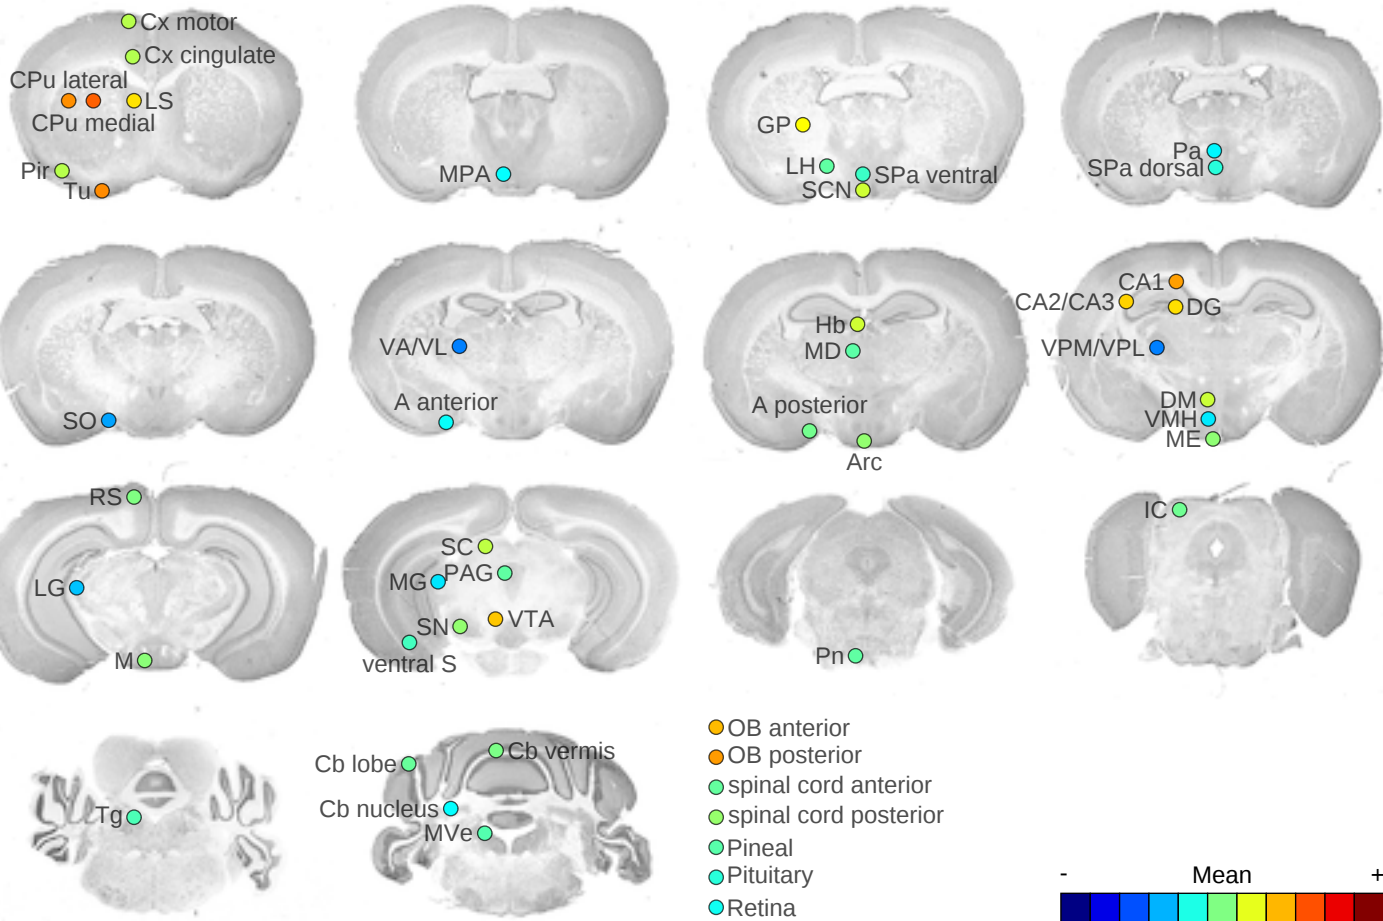 Cx motor
Cx cingulate
CPu lateral
LS
CPu medial
Pir
Tu
MPA
GP
LH
SPa ventral
SCN
Pa
SPa dorsal
SO
VA/VL
A anterior
Hb
MD
A posterior
Arc
CA1
CA2/CA3
DG
VPM/VPL
DM
VMH
ME
RS
LG
M
SC
PAG
MG
VTA
SN
ventral S
Pn
IC
Tg
Cb lobe
Cb vermis
Cb nucleus
MVe
OB anterior
OB posterior
spinal cord anterior
spinal cord posterior
Pineal
Pituitary
Retina
- Mean +